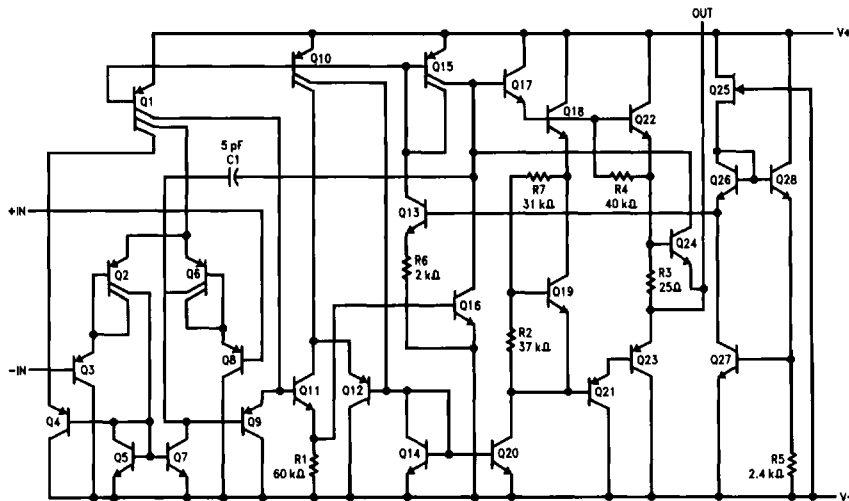 OUT
V+
Q10
Q15
Q17
Q25
Q1
Q18
Q22
5 pF
C1
R7
31 kΩ
R4
40 kΩ
Q26
Q28
+IN
Q13
Q24
Q2
Q6
R6
2 kΩ
Q16
Q19
R3
25Ω
R2
37 kΩ
-IN
Q3
Q8
Q23
Q27
Q4
Q9
Q11
Q12
Q21
Q5
Q7
R1
60 kΩ
Q14
Q20
R5
2.4 kΩ
V-